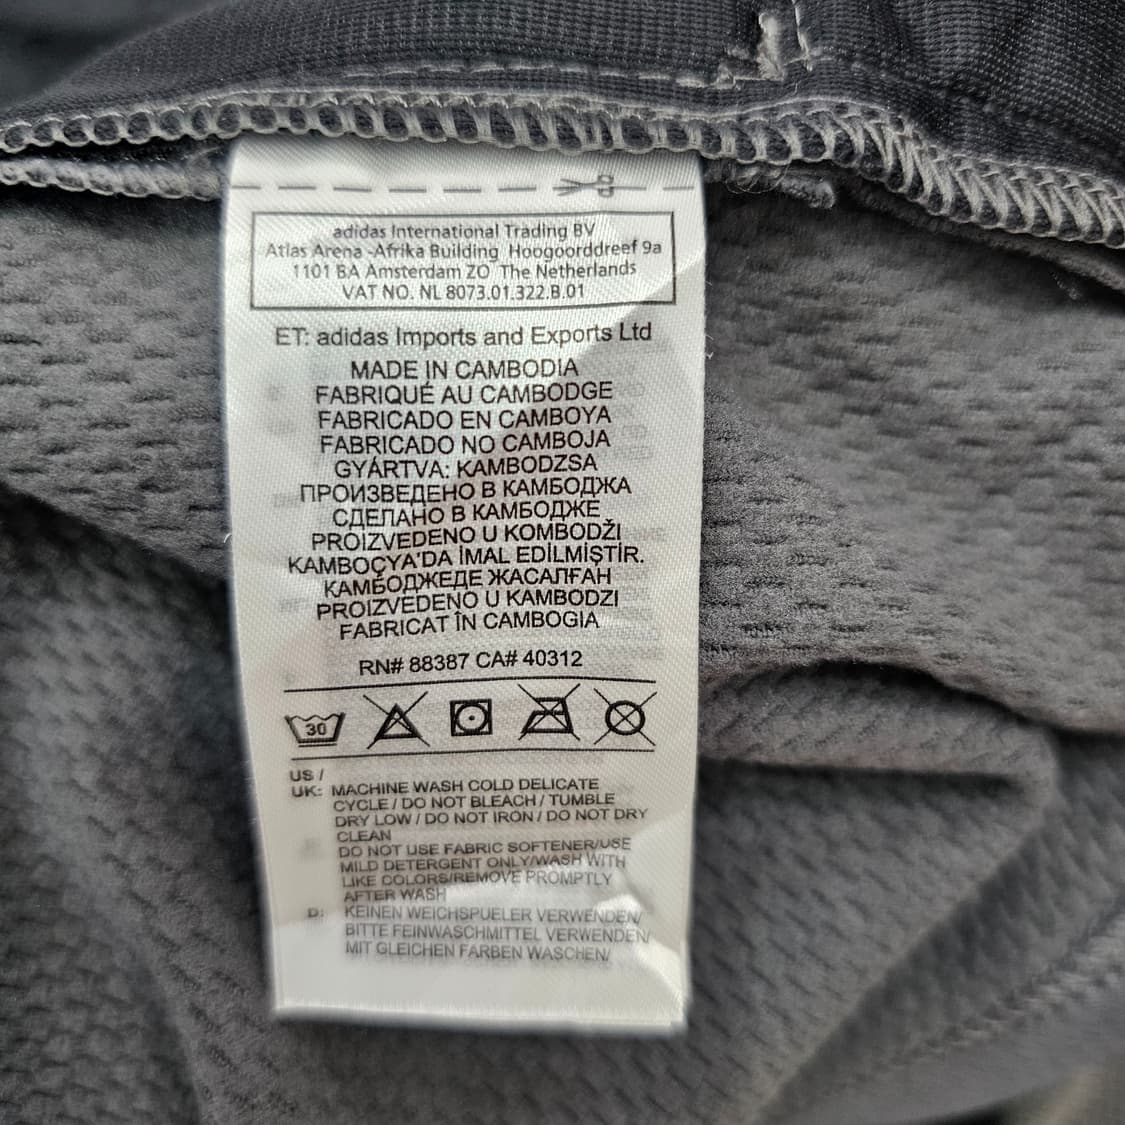 adidas International Trading BV
Atlas Arena -Afrika Building Hoogoorddreef 9a
1101 BA Amsterdam ZO The Netherlands
VAT NO. NL 8073.01.322.B.01
ET: adidas Imports and Exports Ltd
MADE IN CAMBODIA
FABRIQUÉ AU CAMBODGE
FABRICADO EN CAMBOYA
FABRICADO NO CAMBOJA
GYÁRTVA: KAMBODZSA
ПРОИЗВЕДЕНО В КАМБОДЖА
СДЕЛАНО В КАМБОДЖЕ
PROIZVEDENO U KOMBODŽI
KAMBOÇYA'DA İMAL EDİLMİŞTİR.
КАМБОДЖЕДЕ ЖАСАЛҒАН
PROIZVEDENO U KAMBODZI
FABRICAT ÎN CAMBOGIA
RN# 88387 CA# 40312
30
US /
UK: MACHINE WASH COLD DELICATE
CYCLE / DO NOT BLEACH / TUMBLE
DRY LOW / DO NOT IRON / DO NOT DRY
CLEAN
DO NOT USE FABRIC SOFTENER/USE
MILD DETERGENT ONLY/WASH WITH
LIKE COLORS/REMOVE PROMPTLY
AFTER WASH
D: KEINEN WEICHSPUELER VERWENDEN/
BITTE FEINWASCHMITTEL VERWENDEN/
MIT GLEICHEN FARBEN WASCHEN/